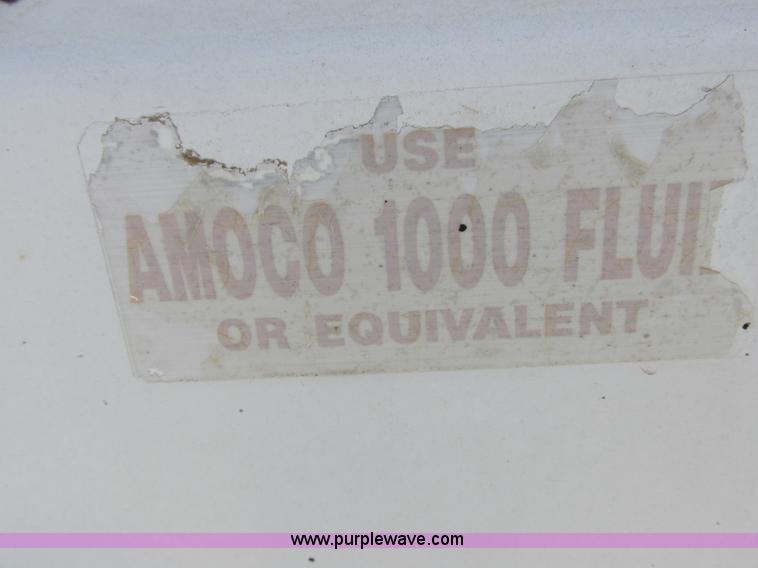 USE
AMOCO 1000 FLUI
OR EQUIVALENT
www.purplewave.com